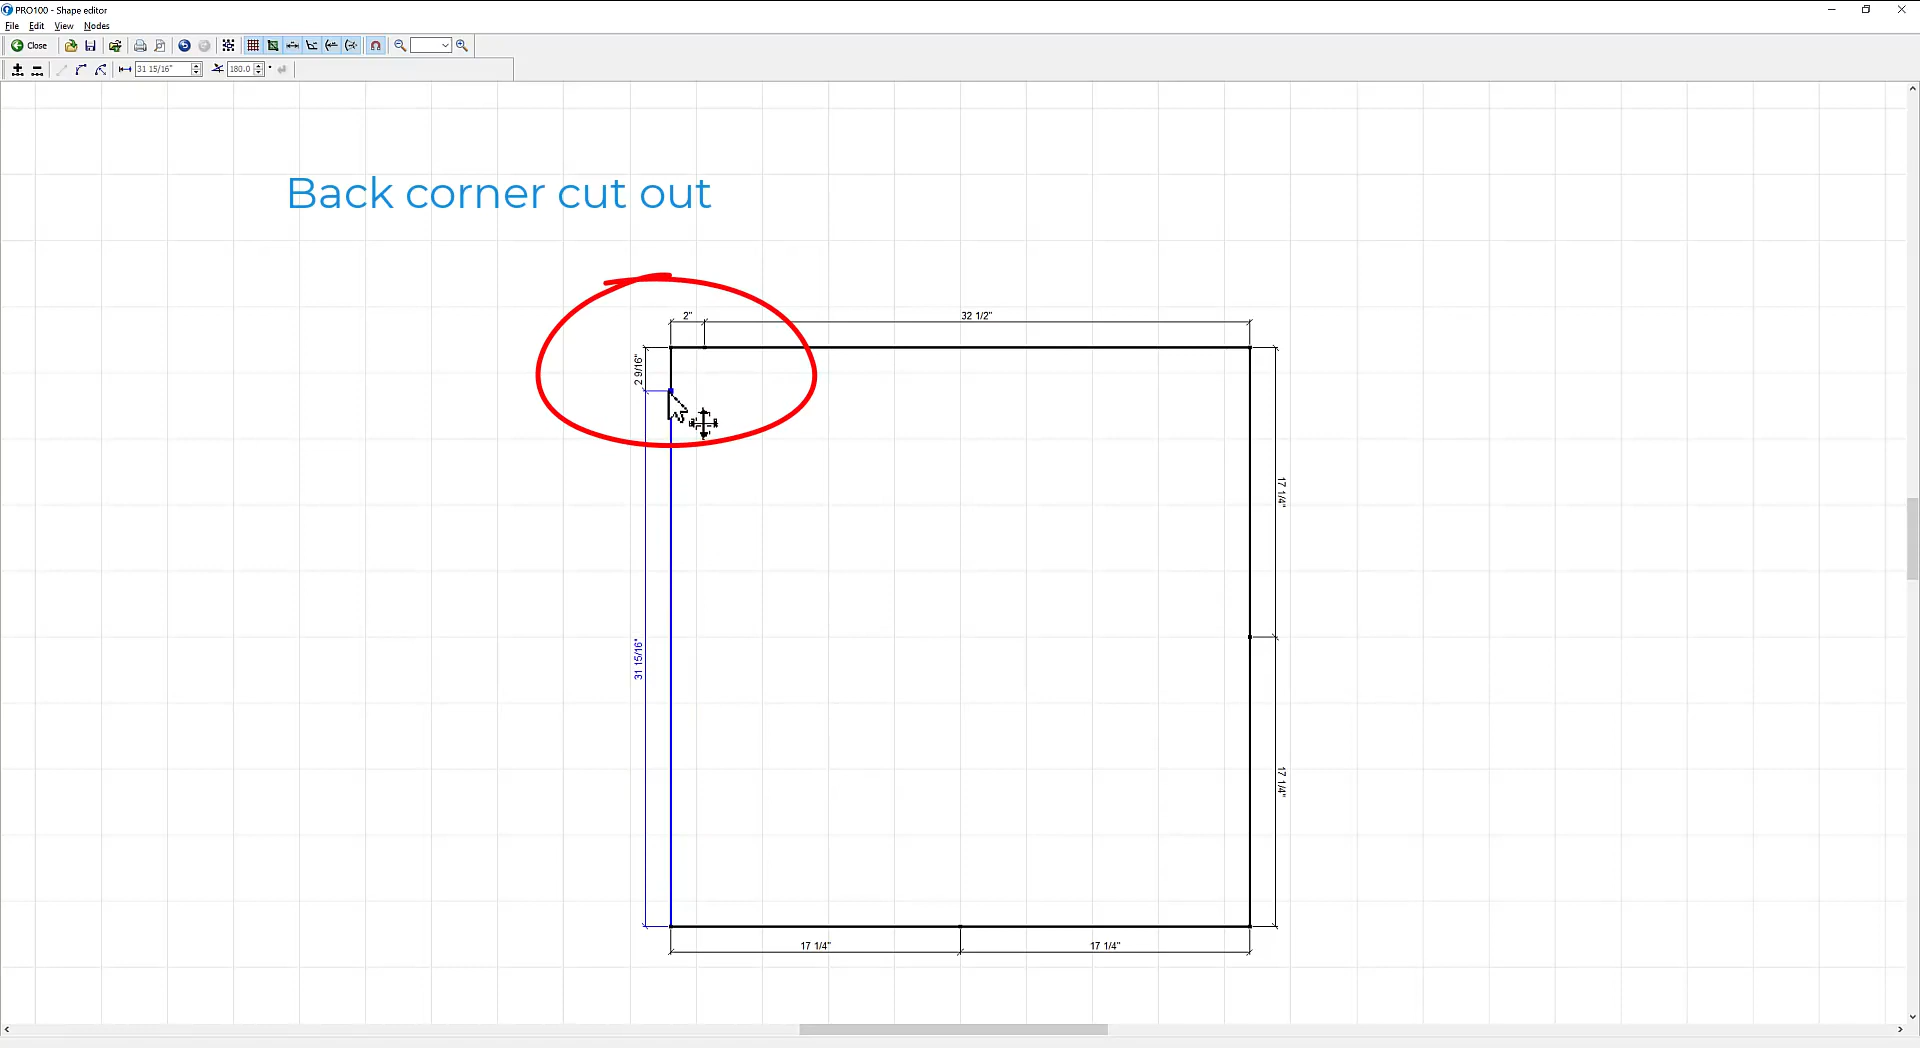 PRO100 - Shape editor
File Edit View Nodes
Close
31 15/16" 180.0 °
Back corner cut out
2" 32 1/2"
2 9/16"
17 1/4"
31 15/16"
17 1/4"
17 1/4" 17 1/4"